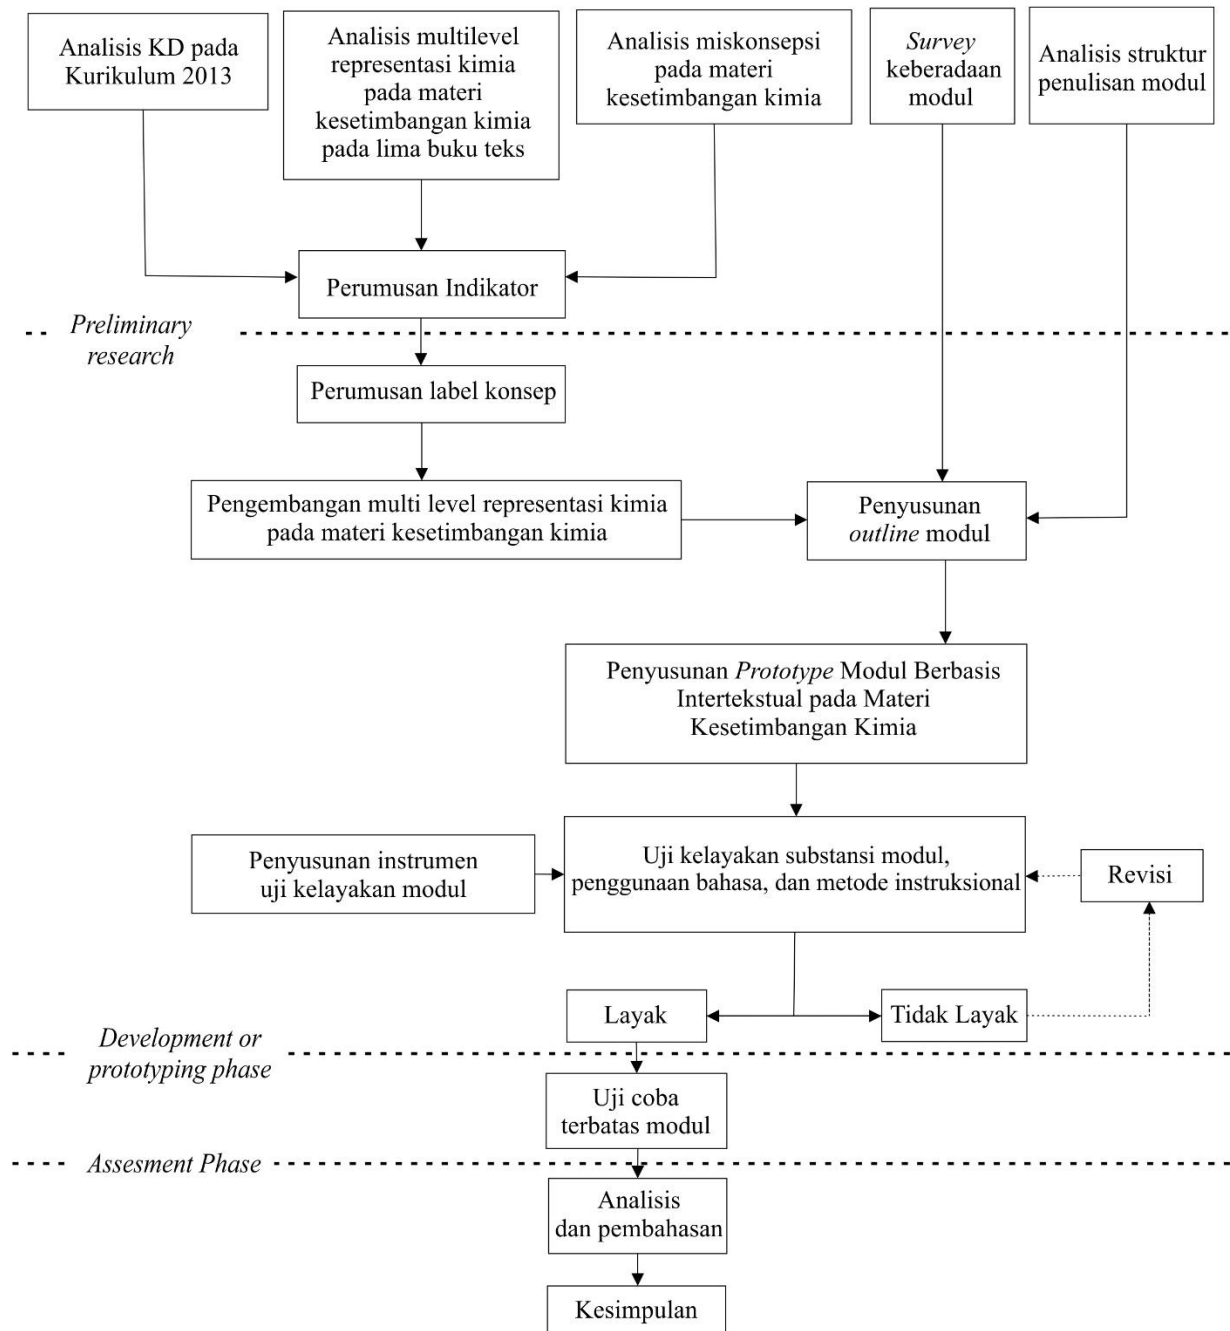 Analisis KD pada
Kurikulum 2013
Analisis multilevel
representasi kimia
pada materi
kesetimbangan kimia
pada lima buku teks
Analisis miskonsepsi
pada materi
kesetimbangan kimia
Survey
keberadaan
modul
Analisis struktur
penulisan modul
Perumusan Indikator
Preliminary
research
Perumusan label konsep
Pengembangan multi level representasi kimia
pada materi kesetimbangan kimia
Penyusunan
outline modul
Penyusunan Prototype Modul Berbasis
Intertekstual pada Materi
Kesetimbangan Kimia
Penyusunan instrumen
uji kelayakan modul
Uji kelayakan substansi modul,
penggunaan bahasa, dan metode instruksional
Revisi
Layak
Tidak Layak
Development or
prototyping phase
Uji coba
terbatas modul
Assesment Phase
Analisis
dan pembahasan
Kesimpulan